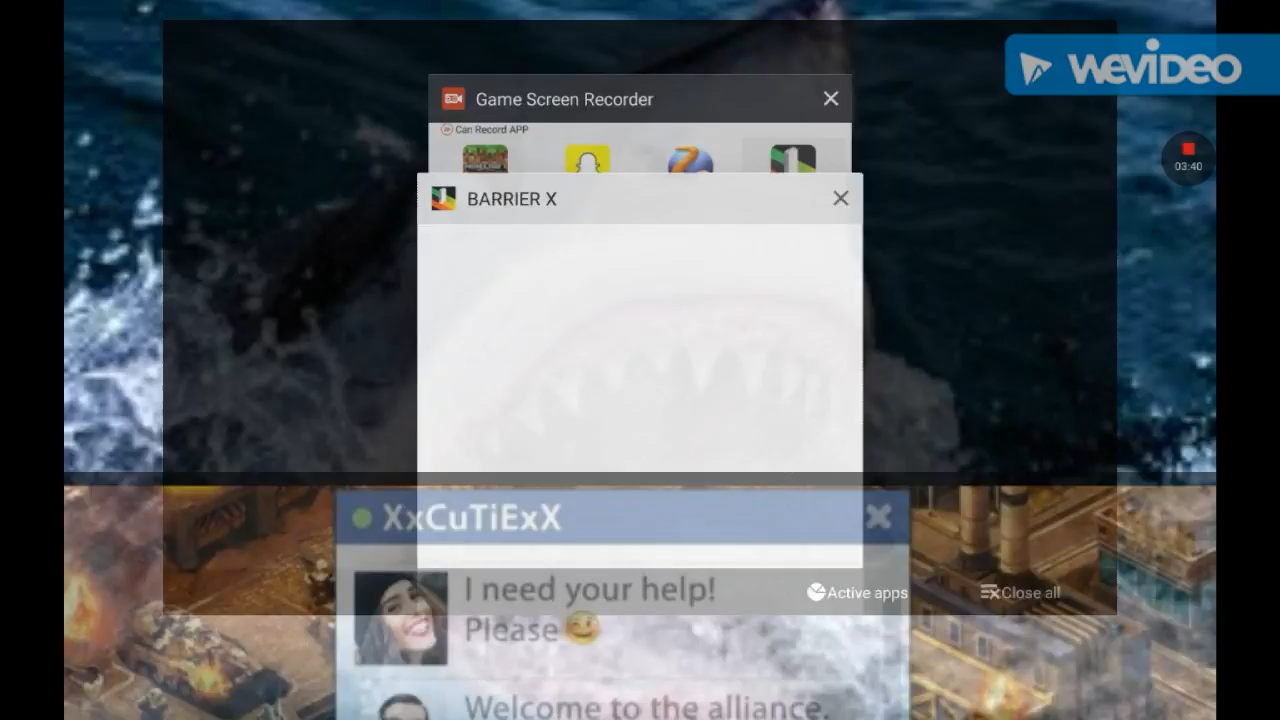 WEVIDEO
Game Screen Recorder
Can Record APP
03:40
BARRIER X
XxCuTiExX
I need your help!
Please
Active apps
Close all
Welcome to the alliance.